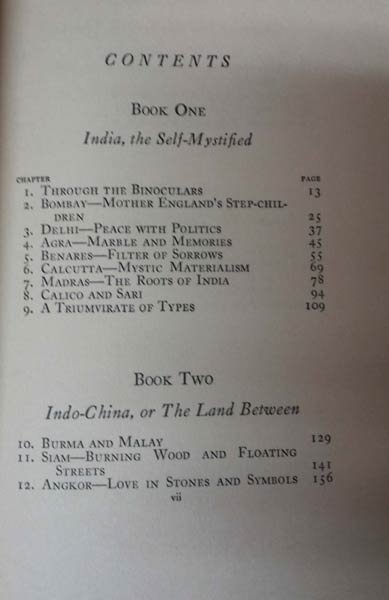 CONTENTS
BOOK ONE
India, the Self-Mystified
CHAPTER PAGE
1. THROUGH THE BINOCULARS 13
2. BOMBAY—MOTHER ENGLAND'S STEP-CHIL-
DREN 25
3. DELHI—PEACE WITH POLITICS 37
4. AGRA—MARBLE AND MEMORIES 45
5. BENARES—FILTER OF SORROWS 55
6. CALCUTTA—MYSTIC MATERIALISM 69
7. MADRAS—THE ROOTS OF INDIA 78
8. CALICO AND SARI 94
9. A TRIUMVIRATE OF TYPES 109
BOOK TWO
Indo-China, or The Land Between
10. BURMA AND MALAY 129
11. SIAM—BURNING WOOD AND FLOATING
STREETS 141
12. ANGKOR—LOVE IN STONES AND SYMBOLS 156
vii